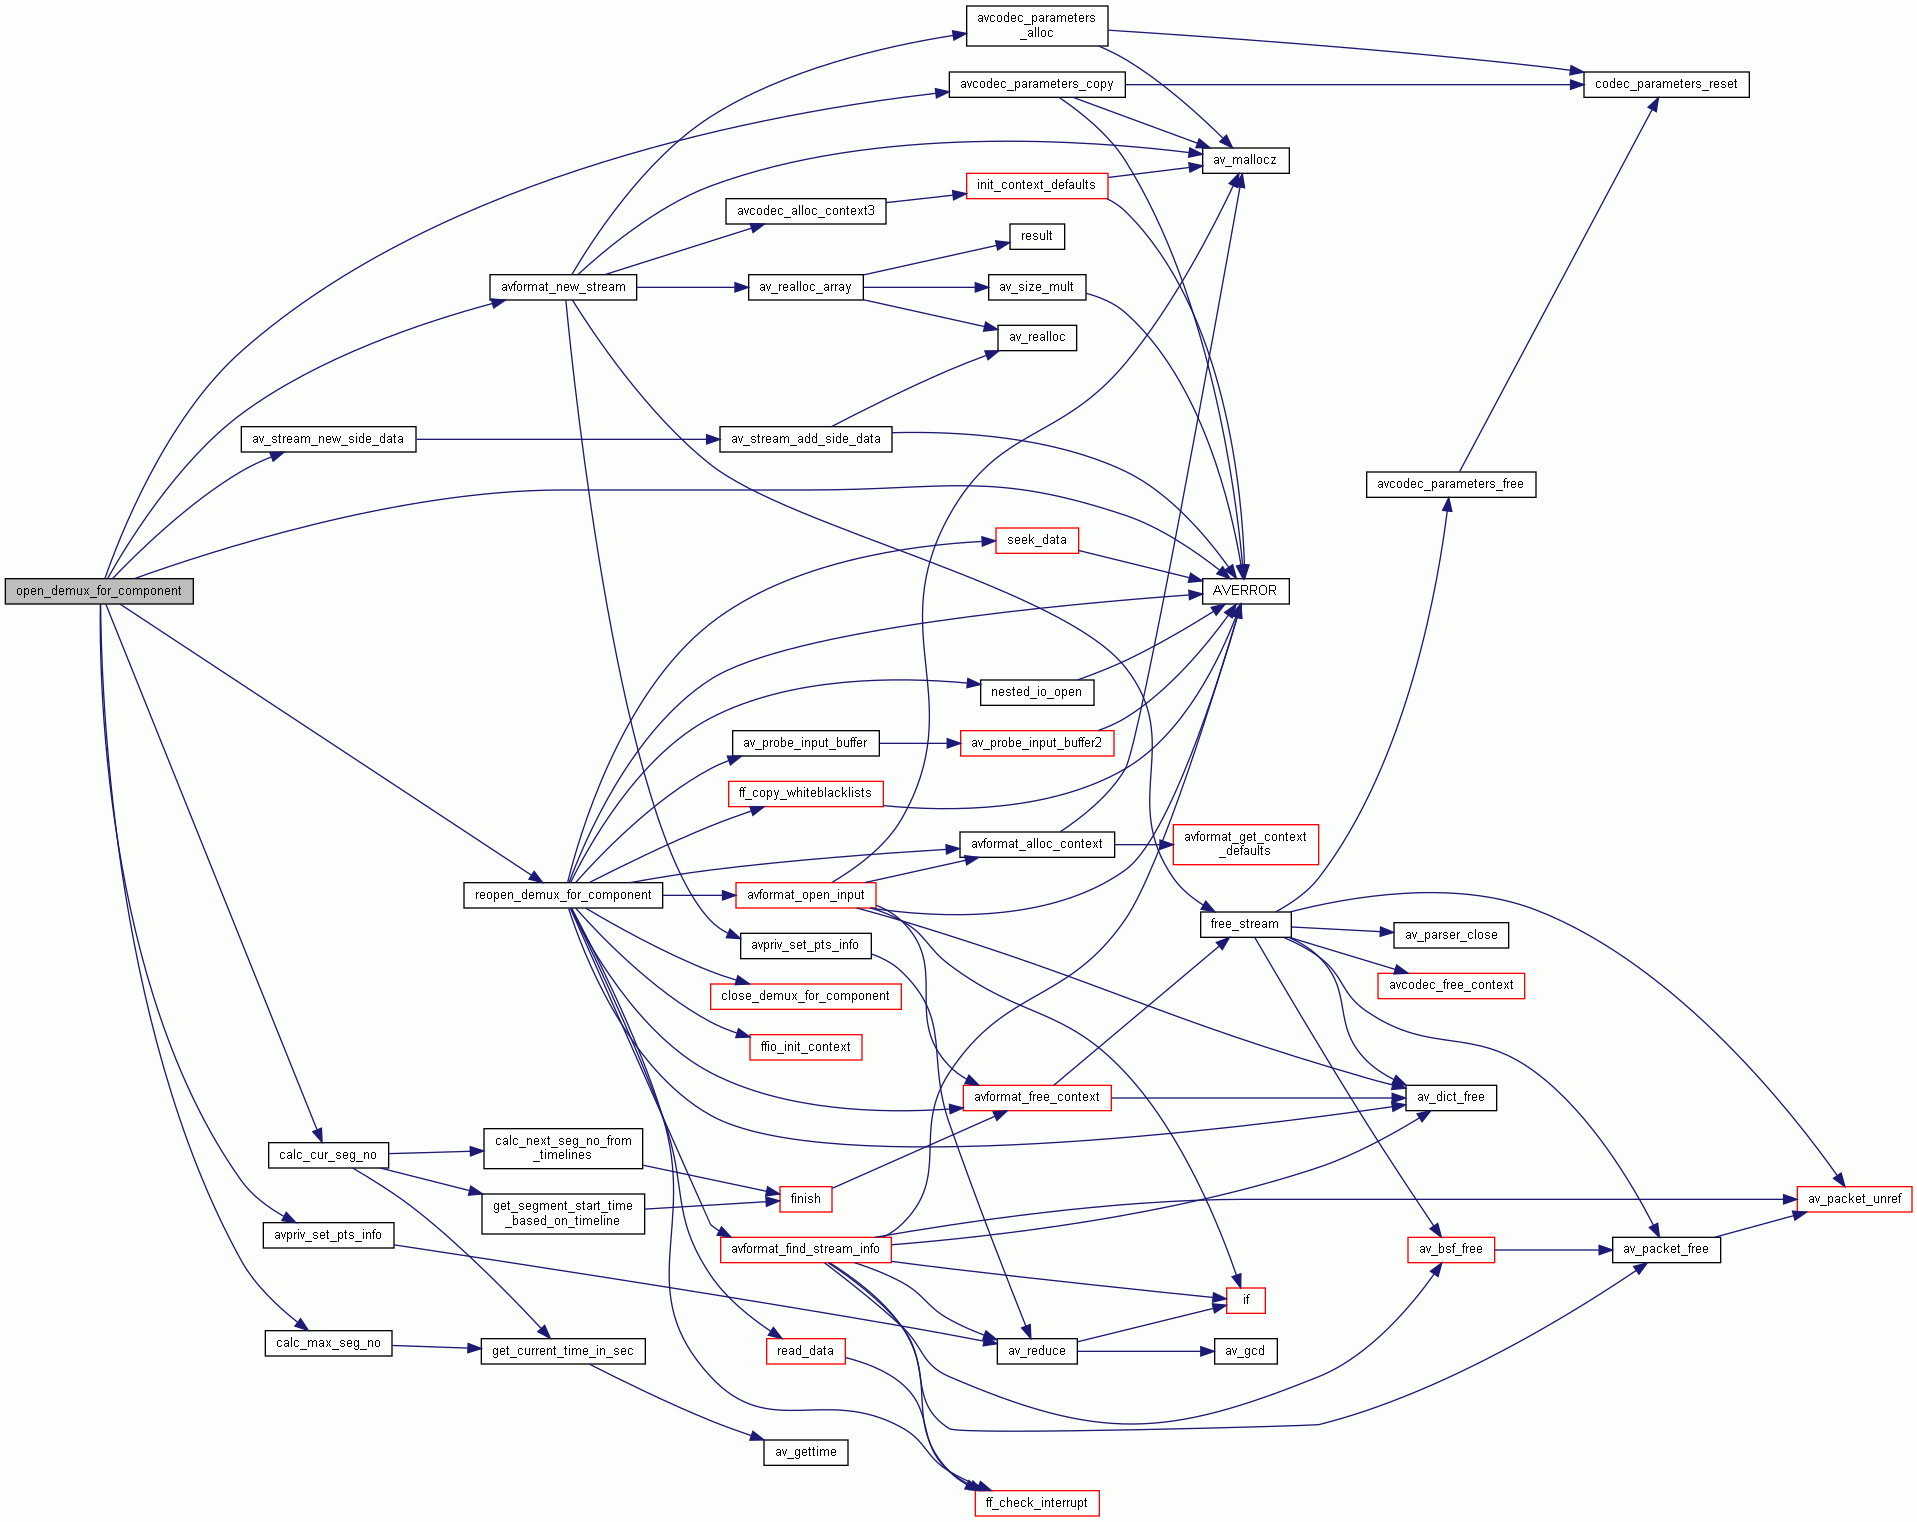 avcodec_parameters
_alloc
avcodec_parameters_copy
codec_parameters_reset
av_mallocz
init_context_defaults
avcodec_alloc_context3
result
avformat_new_stream
av_realloc_array
av_size_mult
av_realloc
av_stream_new_side_data
av_stream_add_side_data
avcodec_parameters_free
seek_data
open_demux_for_component
AVERROR
nested_io_open
av_probe_input_buffer
av_probe_input_buffer2
ff_copy_whiteblacklists
avformat_alloc_context
avformat_get_context
_defaults
reopen_demux_for_component
avformat_open_input
free_stream
avpriv_set_pts_info
av_parser_close
close_demux_for_component
avcodec_free_context
ffio_init_context
avformat_free_context
av_dict_free
calc_cur_seg_no
calc_next_seg_no_from
_timelines
finish
get_segment_start_time
_based_on_timeline
av_packet_unref
avpriv_set_pts_info
avformat_find_stream_info
av_bsf_free
av_packet_free
if
calc_max_seg_no
get_current_time_in_sec
read_data
av_reduce
av_gcd
av_gettime
ff_check_interrupt